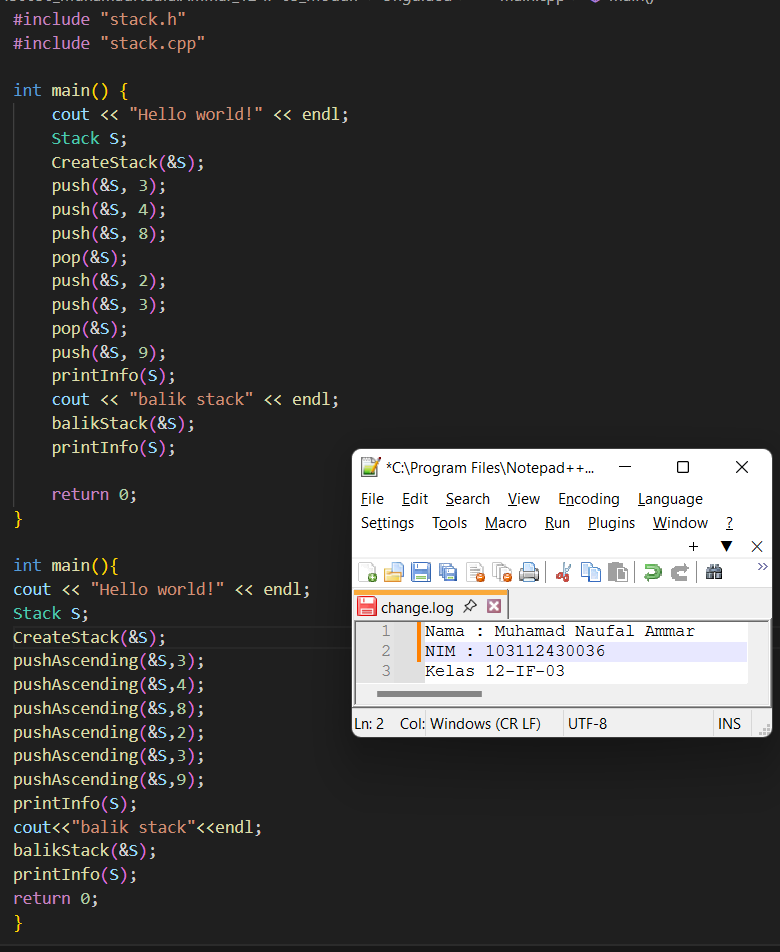 #include "stack.h"
#include "stack.cpp"
int main() {
cout << "Hello world!" << endl;
Stack S;
CreateStack(&S);
push(&S, 3);
push(&S, 4);
push(&S, 8);
pop(&S);
push(&S, 2);
push(&S, 3);
pop(&S);
push(&S, 9);
printInfo(S);
cout << "balik stack" << endl;
balikStack(&S);
printInfo(S);
return 0;
}
int main(){
cout << "Hello world!" << endl;
Stack S;
CreateStack(&S);
pushAscending(&S,3);
pushAscending(&S,4);
pushAscending(&S,8);
pushAscending(&S,2);
pushAscending(&S,3);
pushAscending(&S,9);
printInfo(S);
cout<<"balik stack"<<endl;
balikStack(&S);
printInfo(S);
return 0;
}
*C:\Program Files\Notepad++...
File Edit Search View Encoding Language
Settings Tools Macro Run Plugins Window ?
change.log
1 Nama : Muhamad Naufal Ammar
2 NIM : 103112430036
3 Kelas 12-IF-03
Ln: 2 Col: Windows (CR LF) UTF-8 INS